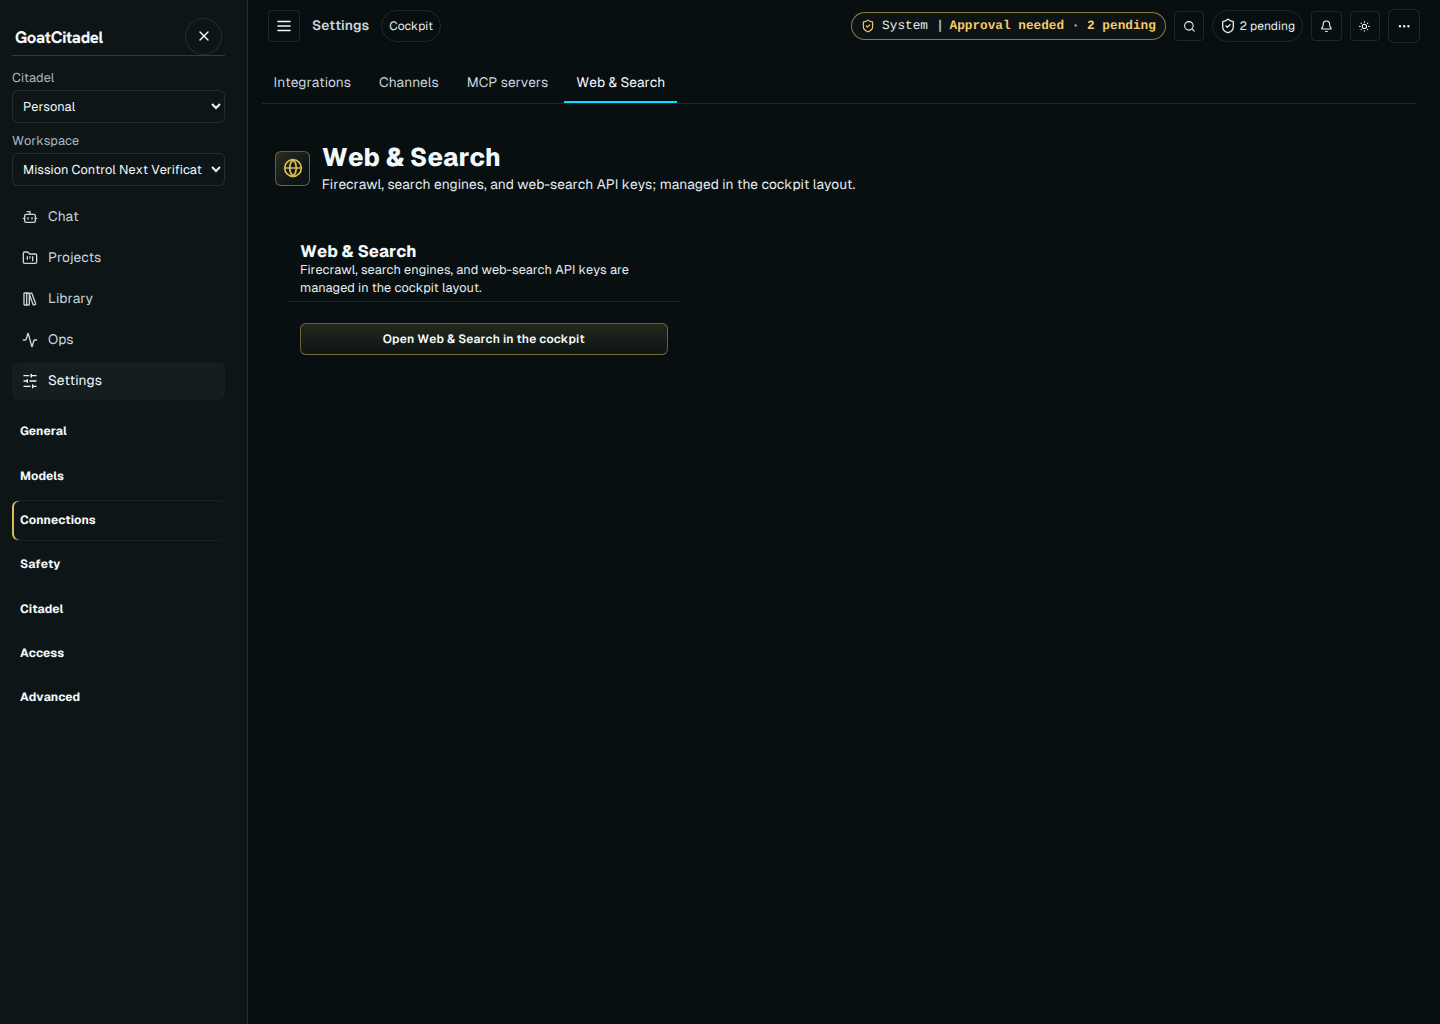 GoatCitadel
Citadel
Personal
Workspace
Mission Control Next Verificat
Chat
Projects
Library
Ops
Settings
General
Models
Connections
Safety
Citadel
Access
Advanced
Settings
Cockpit
System | Approval needed · 2 pending
2 pending
Integrations
Channels
MCP servers
Web & Search
Web & Search
Firecrawl, search engines, and web-search API keys; managed in the cockpit layout.
Web & Search
Firecrawl, search engines, and web-search API keys are
managed in the cockpit layout.
Open Web & Search in the cockpit